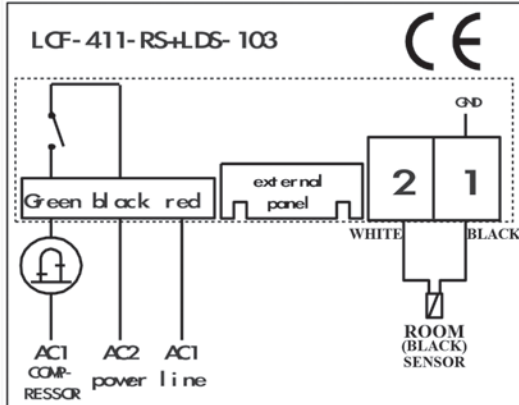 LCF-411-RS+LDS-103
CE
GND
Green black red
external
panel
2 1
WHITE BLACK
AC1 AC2 AC1
COMP-
RESSOR
power line
ROOM
(BLACK)
SENSOR